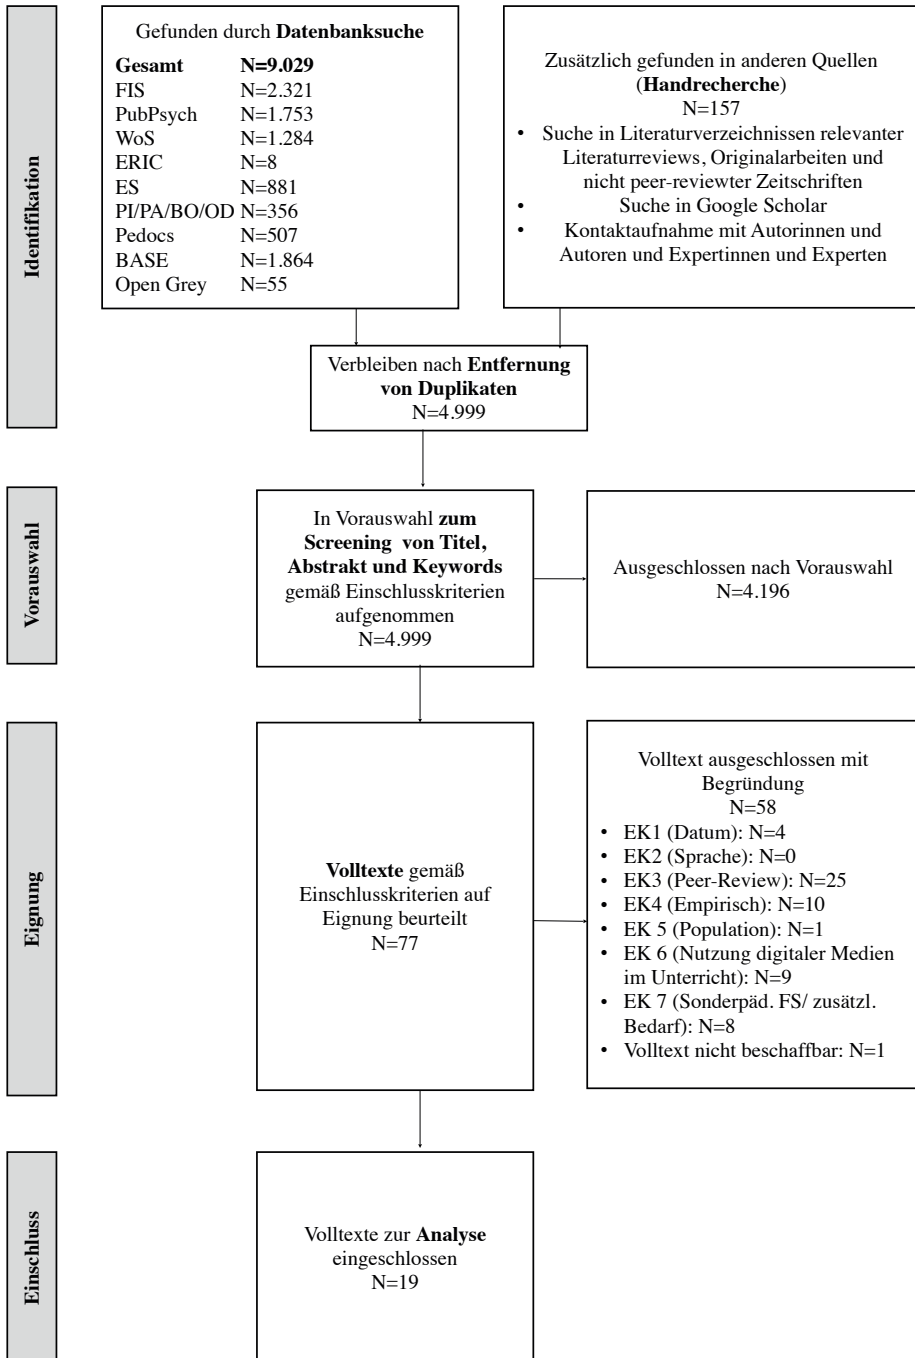 Identifikation
Gefunden durch Datenbanksuche
Gesamt N=9.029
FIS N=2.321
PubPsych N=1.753
WoS N=1.284
ERIC N=8
ES N=881
PI/PA/BO/OD N=356
Pedocs N=507
BASE N=1.864
Open Grey N=55
Zusätzlich gefunden in anderen Quellen
(Handrecherche)
N=157
• Suche in Literaturverzeichnissen relevanter
Literaturreviews, Originalarbeiten und
nicht peer-reviewter Zeitschriften
• Suche in Google Scholar
• Kontaktaufnahme mit Autorinnen und
Autoren und Expertinnen und Experten
Verbleiben nach Entfernung
von Duplikaten
N=4.999
Vorauswahl
In Vorauswahl zum
Screening von Titel,
Abstrakt und Keywords
gemäß Einschlusskriterien
aufgenommen
N=4.999
Ausgeschlossen nach Vorauswahl
N=4.196
Eignung
Volltexte gemäß
Einschlusskriterien auf
Eignung beurteilt
N=77
Volltext ausgeschlossen mit
Begründung
N=58
• EK1 (Datum): N=4
• EK2 (Sprache): N=0
• EK3 (Peer-Review): N=25
• EK4 (Empirisch): N=10
• EK 5 (Population): N=1
• EK 6 (Nutzung digitaler Medien
im Unterricht): N=9
• EK 7 (Sonderpäd. FS/ zusätzl.
Bedarf): N=8
• Volltext nicht beschaffbar: N=1
Einschluss
Volltexte zur Analyse
eingeschlossen
N=19